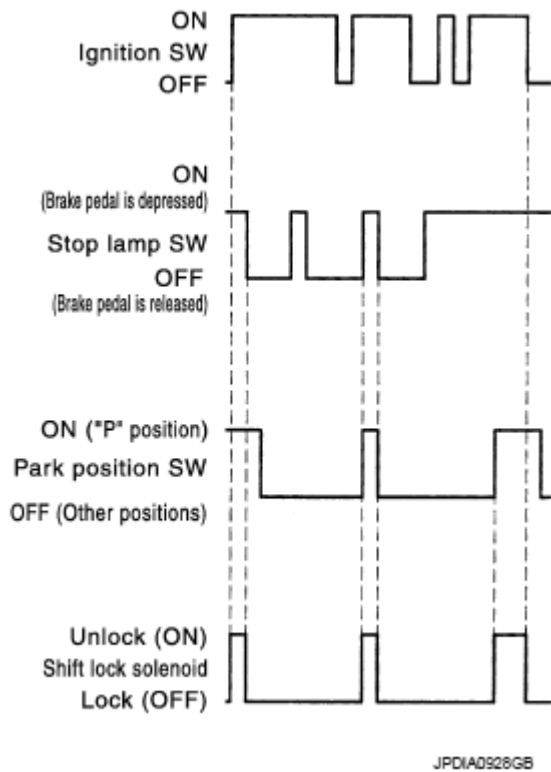 ON
Ignition SW
OFF
ON
(Brake pedal is depressed)
Stop lamp SW
OFF
(Brake pedal is released)
ON ("P" position)
Park position SW
OFF (Other positions)
Unlock (ON)
Shift lock solenoid
Lock (OFF)
JPDIA0928GB